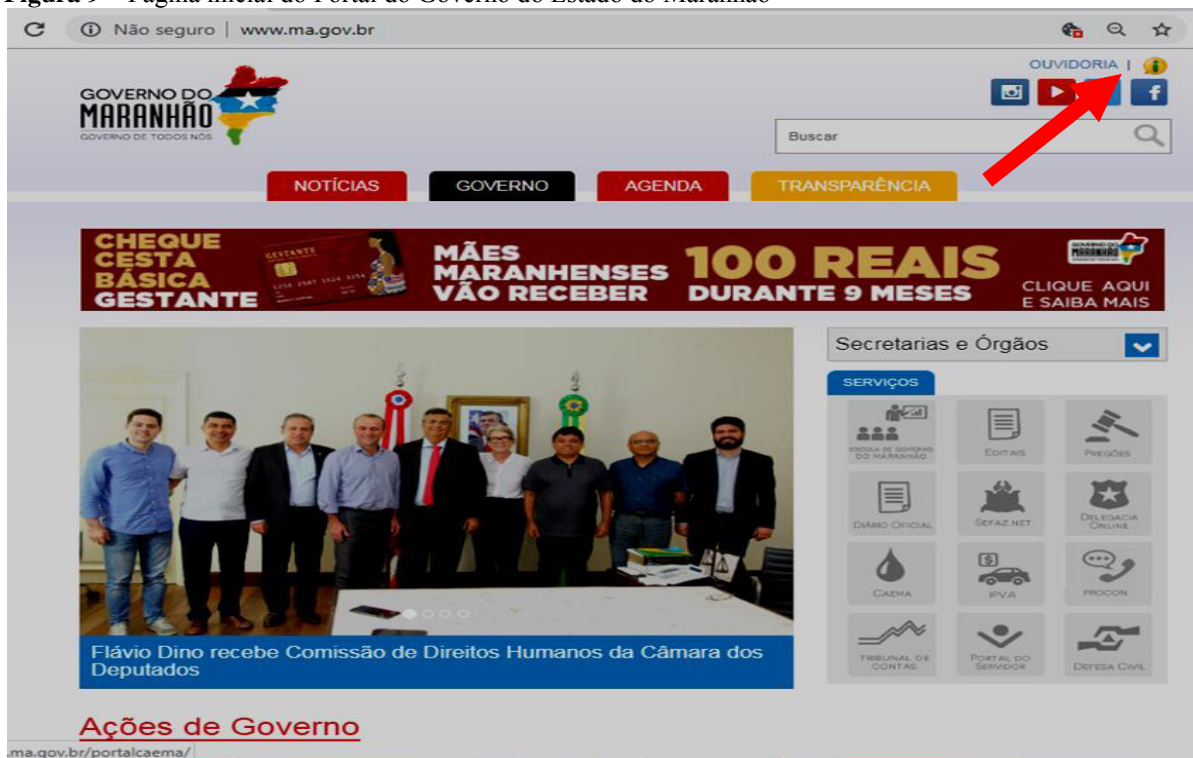 Figura 9 – Página inicial do Portal do Governo do Estado do Maranhão
Não seguro | www.ma.gov.br
OUVIDORIA |
GOVERNO DO
MARANHÃO
GOVERNO DE TODOS NÓS
Buscar
NOTÍCIAS GOVERNO AGENDA TRANSPARÊNCIA
CHEQUE
CESTA
BÁSICA
GESTANTE
GESTANTE
MÃES
MARANHENSES
VÃO RECEBER
100 REAIS
DURANTE 9 MESES
GOVERNO DO
MARANHÃO
CLIQUE AQUI
E SAIBA MAIS
Secretarias e Órgãos
SERVIÇOS
ESCOLA DE GOVERNO
DO MARANHÃO
EDITAIS
PREGÕES
DIÁRIO OFICIAL
SEFAZ.NET
DELEGACIA
ONLINE
CAEMA
IPVA
PROCON
TRIBUNAL DE
CONTAS
PORTAL DO
SERVIDOR
DEFESA CIVIL
Flávio Dino recebe Comissão de Direitos Humanos da Câmara dos
Deputados
Ações de Governo
.ma.gov.br/portalcaema/